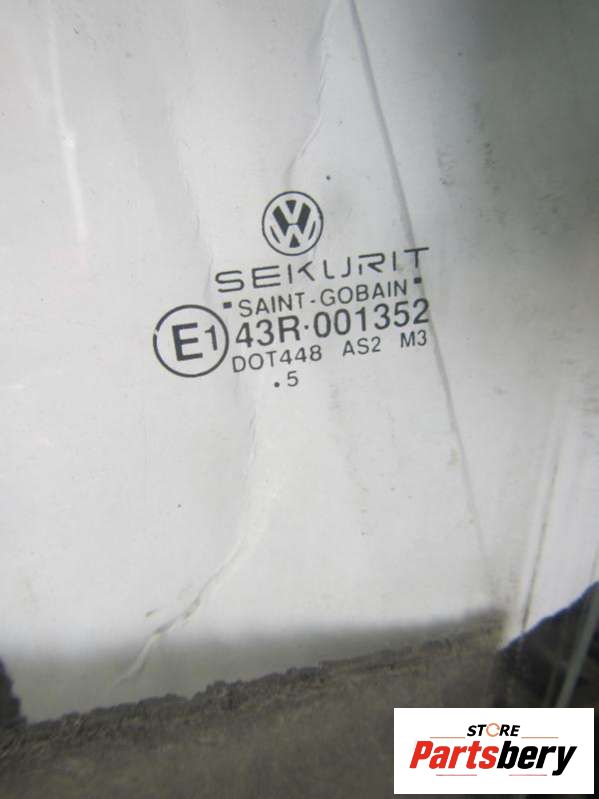 VW
SEKURIT
SAINT-GOBAIN
E1 43R·001352
DOT448 AS2 M3
.5
STORE
Partsbery